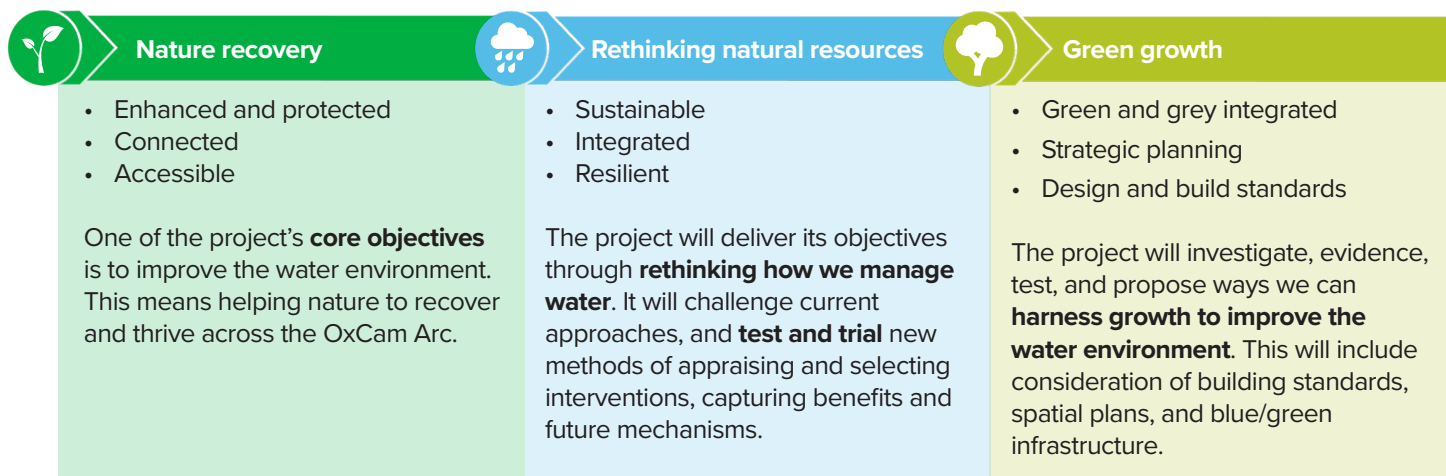 Nature recovery
• Enhanced and protected
• Connected
• Accessible
One of the project's core objectives
is to improve the water environment.
This means helping nature to recover
and thrive across the OxCam Arc.
Rethinking natural resources
• Sustainable
• Integrated
• Resilient
The project will deliver its objectives
through rethinking how we manage
water. It will challenge current
approaches, and test and trial new
methods of appraising and selecting
interventions, capturing benefits and
future mechanisms.
Green growth
• Green and grey integrated
• Strategic planning
• Design and build standards
The project will investigate, evidence,
test, and propose ways we can
harness growth to improve the
water environment. This will include
consideration of building standards,
spatial plans, and blue/green
infrastructure.